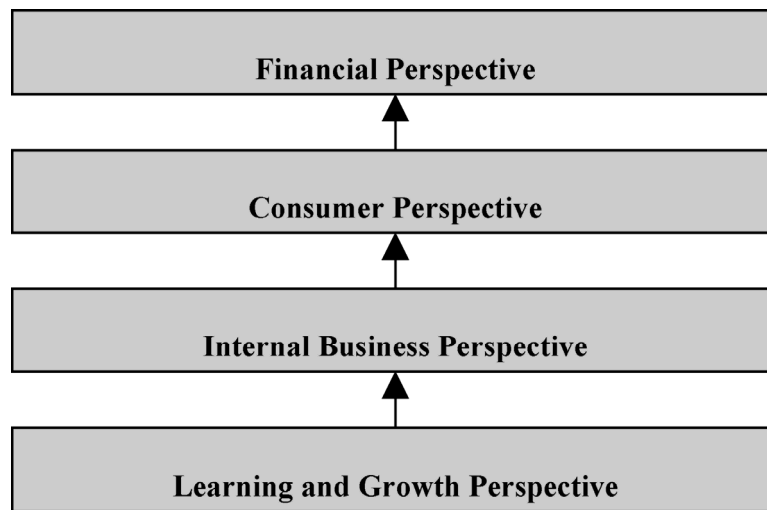 Financial Perspective
Consumer Perspective
Internal Business Perspective
Learning and Growth Perspective